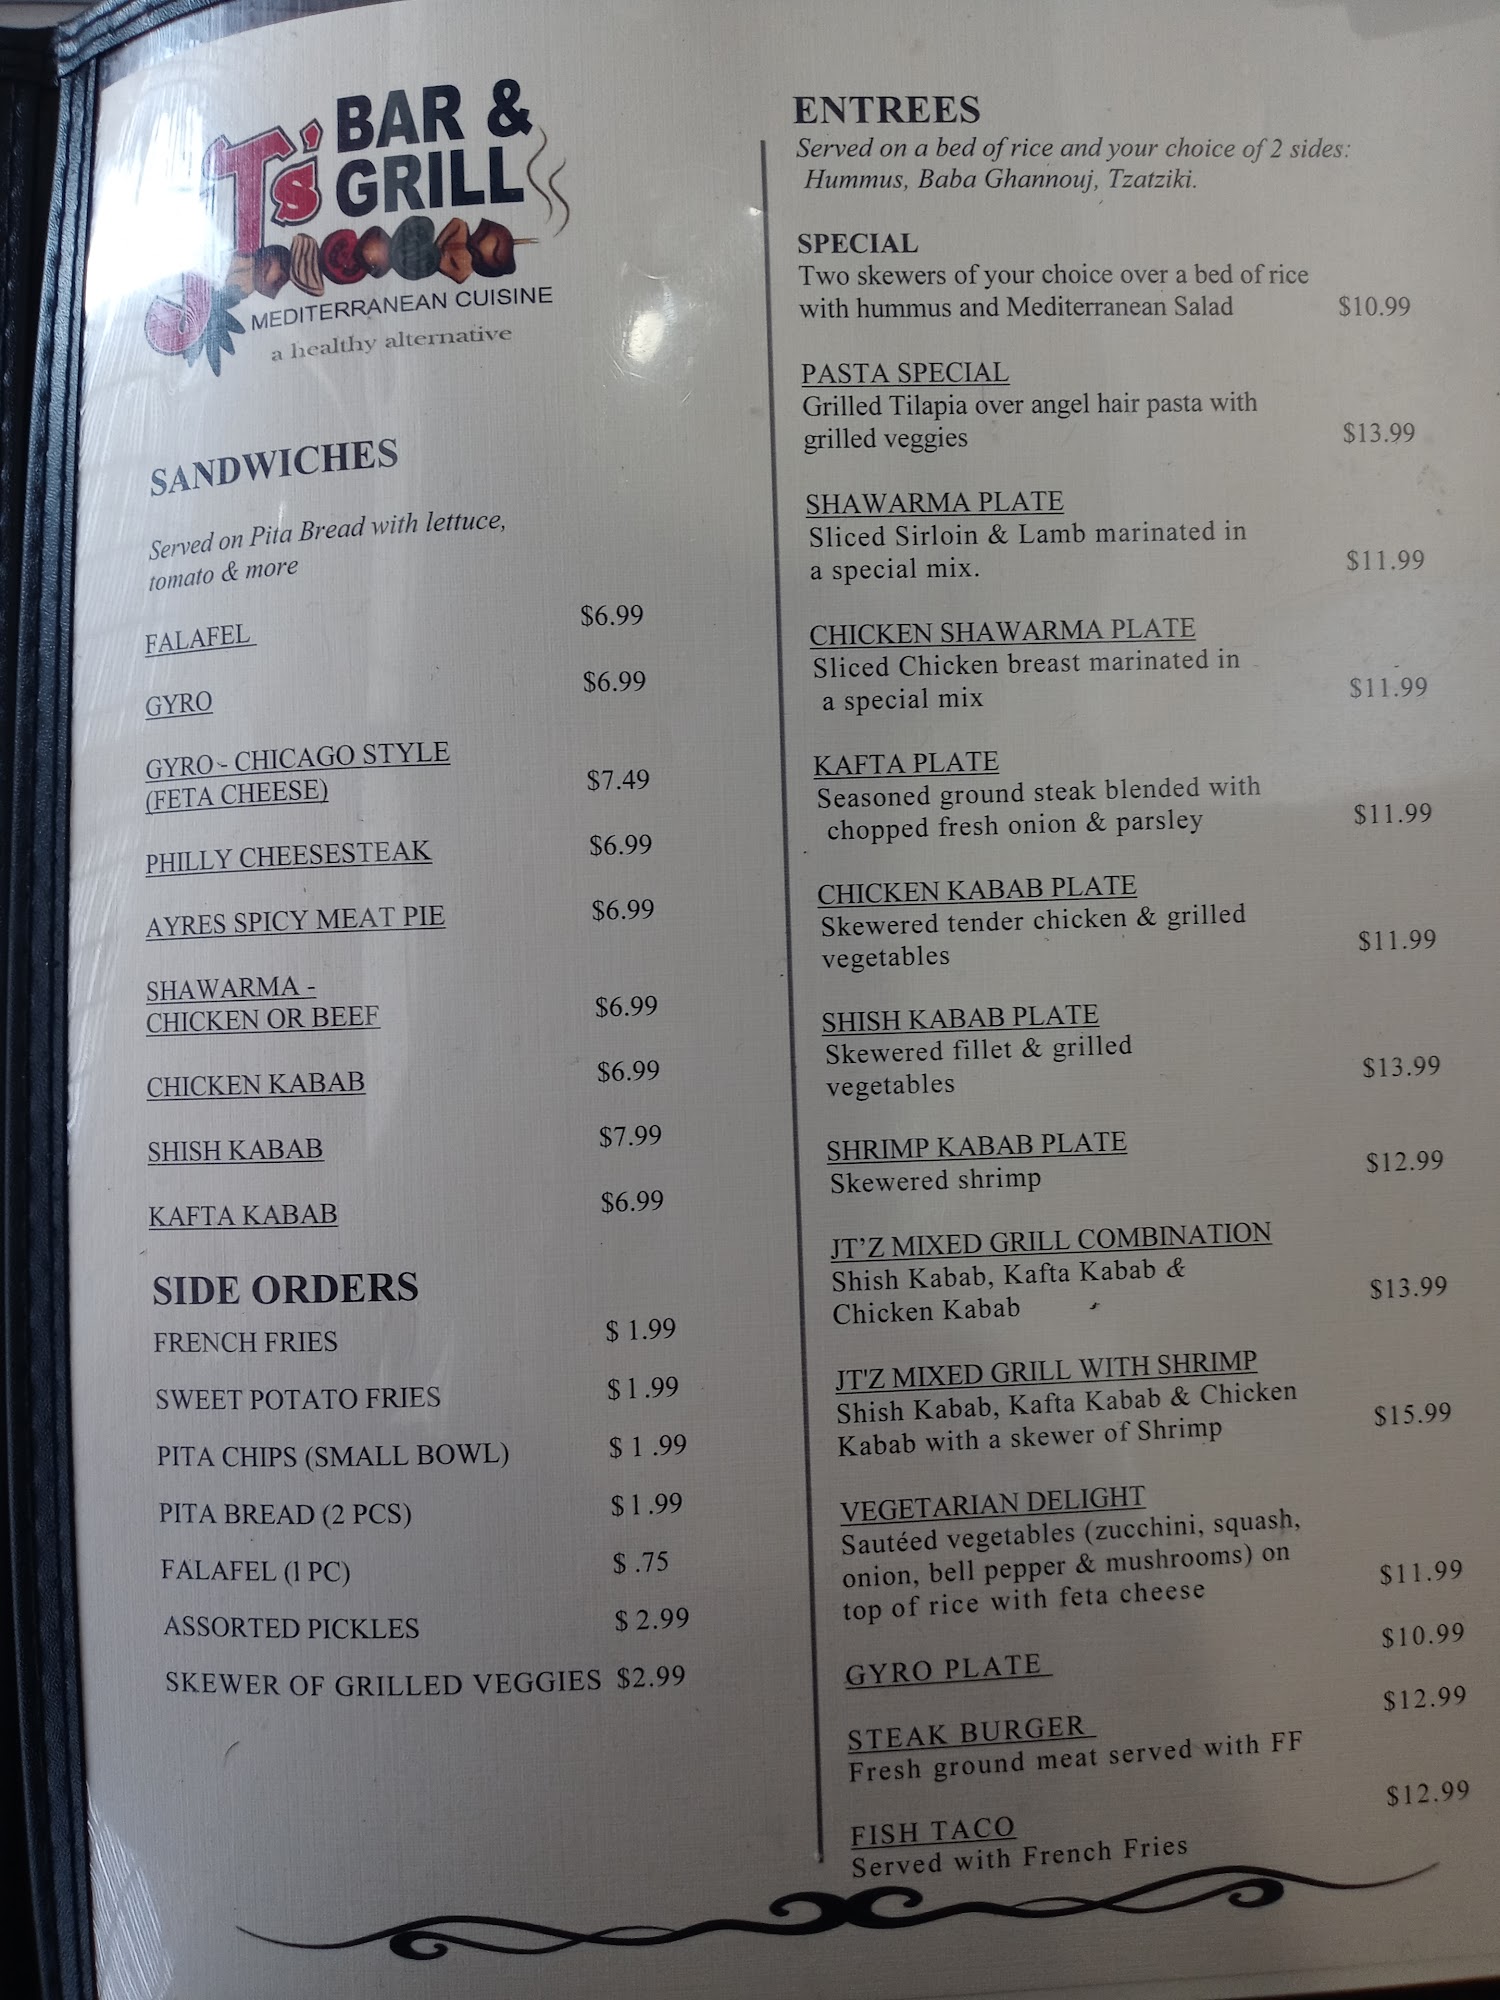 JT's BAR &
GRILL
MEDITERRANEAN CUISINE
a healthy alternative
SANDWICHES
Served on Pita Bread with lettuce,
tomato & more
FALAFEL $6.99
GYRO $6.99
GYRO - CHICAGO STYLE
(FETA CHEESE) $7.49
PHILLY CHEESESTEAK $6.99
AYRES SPICY MEAT PIE $6.99
SHAWARMA -
CHICKEN OR BEEF $6.99
CHICKEN KABAB $6.99
SHISH KABAB $7.99
KAFTA KABAB $6.99
SIDE ORDERS
FRENCH FRIES $ 1.99
SWEET POTATO FRIES $1.99
PITA CHIPS (SMALL BOWL) $ 1 .99
PITA BREAD (2 PCS) $1.99
FALAFEL (1 PC) $ .75
ASSORTED PICKLES $ 2.99
SKEWER OF GRILLED VEGGIES $2.99
ENTREES
Served on a bed of rice and your choice of 2 sides:
Hummus, Baba Ghannouj, Tzatziki.
SPECIAL
Two skewers of your choice over a bed of rice
with hummus and Mediterranean Salad $10.99
PASTA SPECIAL
Grilled Tilapia over angel hair pasta with
grilled veggies $13.99
SHAWARMA PLATE
Sliced Sirloin & Lamb marinated in
a special mix. $11.99
CHICKEN SHAWARMA PLATE
Sliced Chicken breast marinated in
a special mix $11.99
KAFTA PLATE
Seasoned ground steak blended with
chopped fresh onion & parsley $11.99
CHICKEN KABAB PLATE
Skewered tender chicken & grilled
vegetables $11.99
SHISH KABAB PLATE
Skewered fillet & grilled
vegetables $13.99
SHRIMP KABAB PLATE
Skewered shrimp $12.99
JT'Z MIXED GRILL COMBINATION
Shish Kabab, Kafta Kabab &
Chicken Kabab $13.99
JT'Z MIXED GRILL WITH SHRIMP
Shish Kabab, Kafta Kabab & Chicken
Kabab with a skewer of Shrimp $15.99
VEGETARIAN DELIGHT
Sautéed vegetables (zucchini, squash,
onion, bell pepper & mushrooms) on
top of rice with feta cheese $11.99
GYRO PLATE $10.99
STEAK BURGER $12.99
Fresh ground meat served with FF
FISH TACO $12.99
Served with French Fries